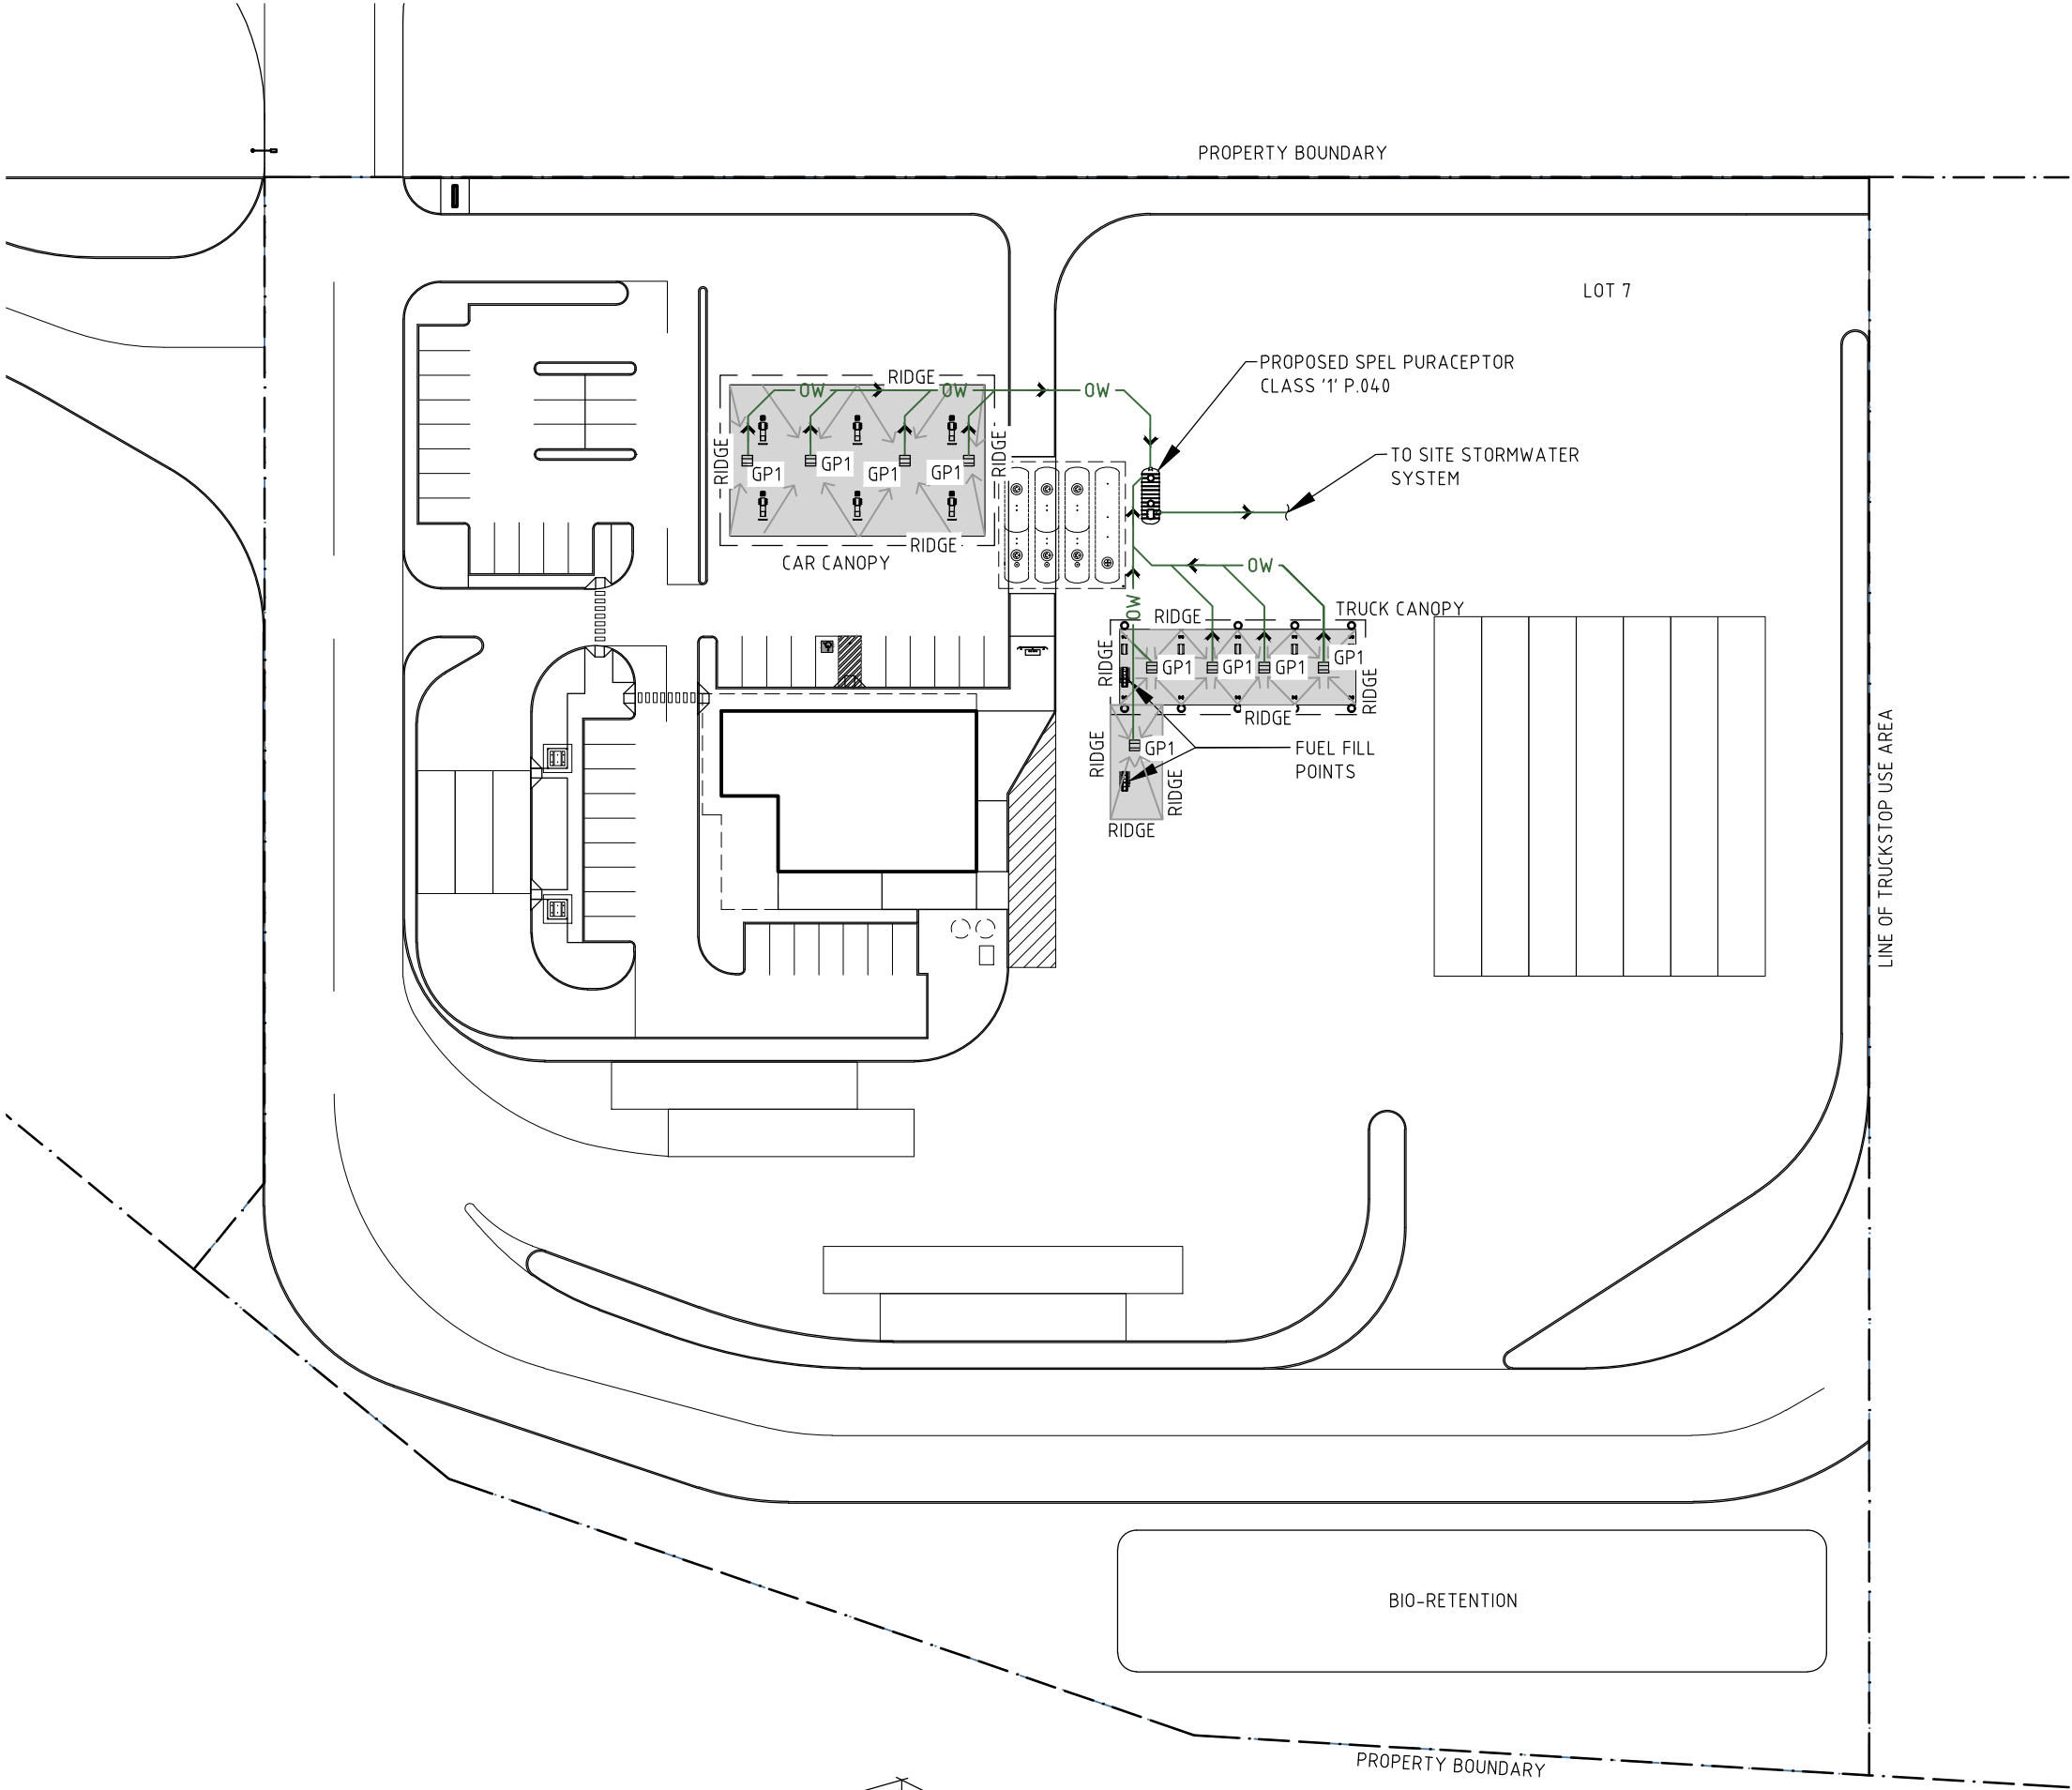 PROPERTY BOUNDARY
LOT 7
PROPOSED SPEL PURACEPTOR
CLASS '1' P.040
RIDGE
OW
OW
OW
TO SITE STORMWATER
SYSTEM
RIDGE
RIDGE
GP1
GP1
GP1
GP1
RIDGE
CAR CANOPY
OW
OW
TRUCK CANOPY
RIDGE
RIDGE
GP1
GP1
GP1
GP1
RIDGE
RIDGE
RIDGE
GP1
FUEL FILL
POINTS
RIDGE
RIDGE
LINE OF TRUCKSTOP USE AREA
BIO-RETENTION
PROPERTY BOUNDARY